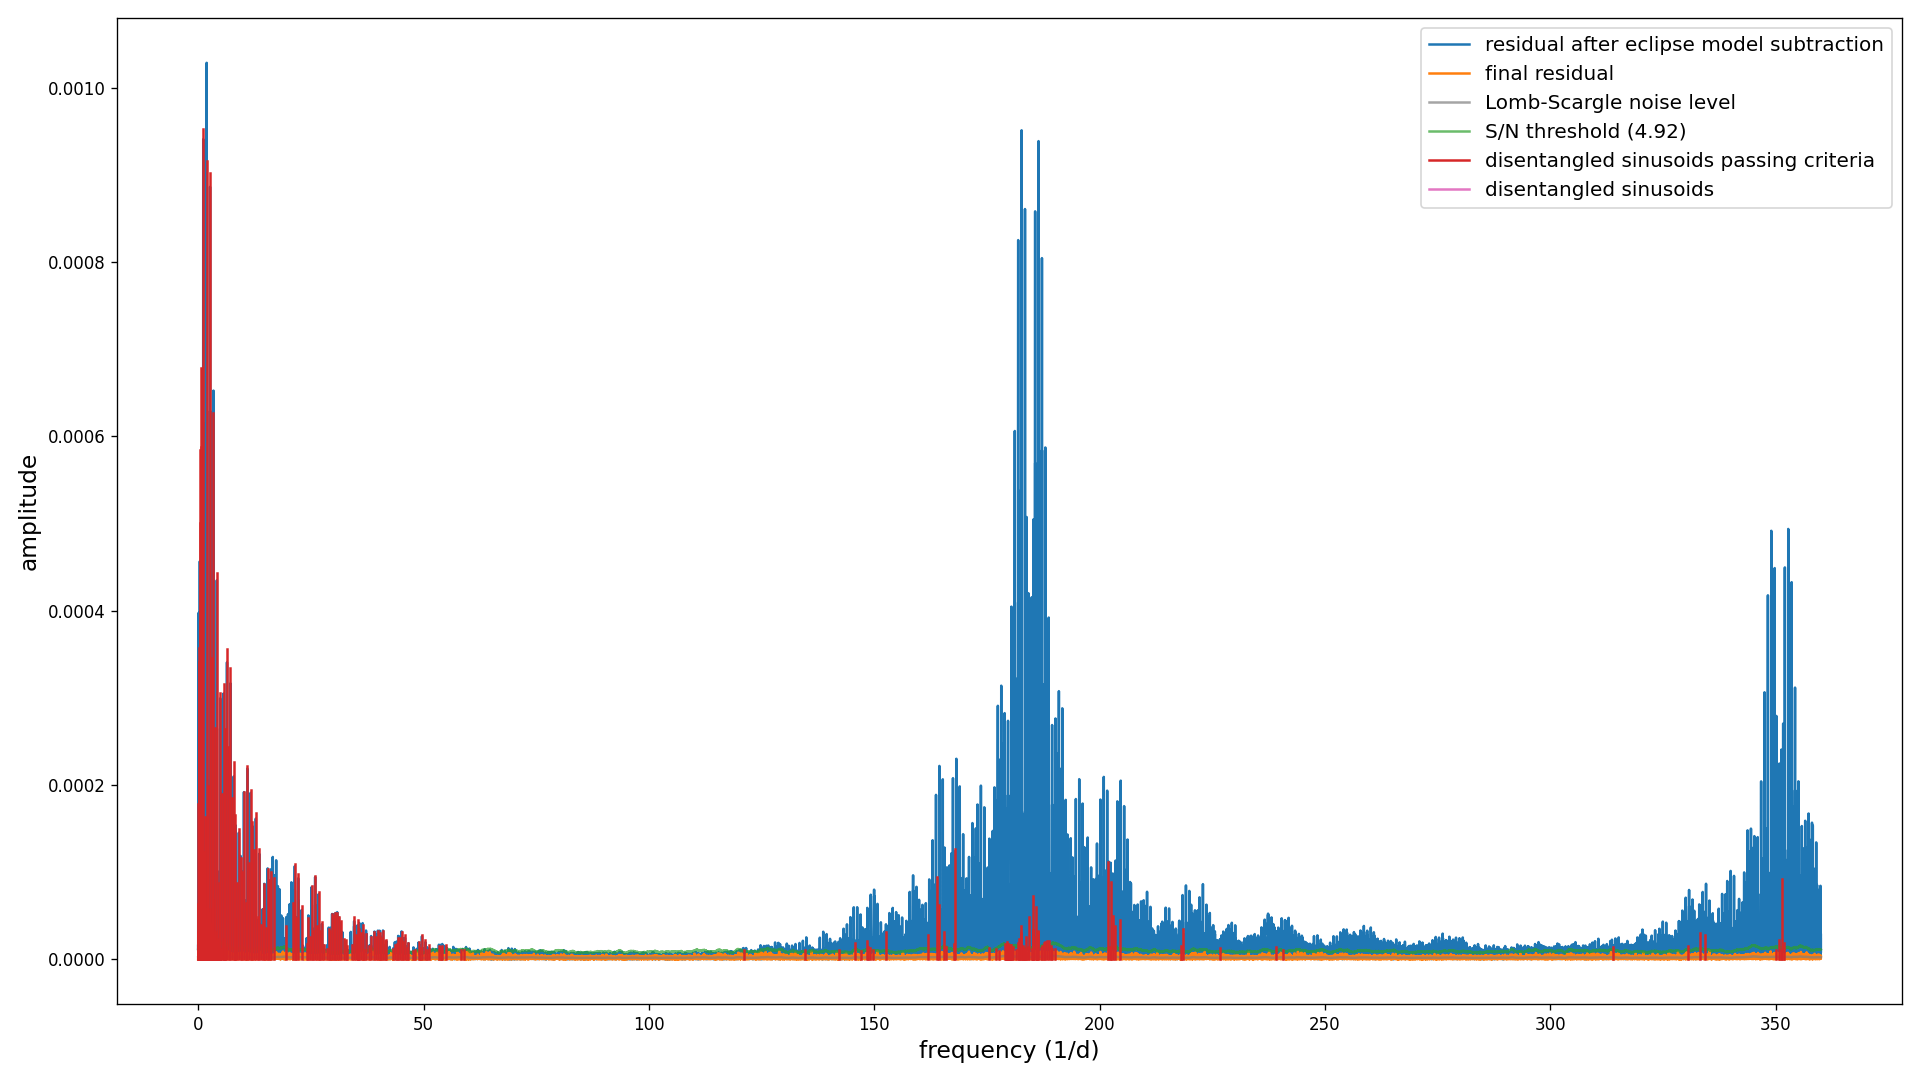 residual after eclipse model subtraction
final residual
Lomb-Scargle noise level
S/N threshold (4.92)
disentangled sinusoids passing criteria
disentangled sinusoids
0.0010
0.0008
0.0006
0.0004
0.0002
0.0000
amplitude
0 50 100 150 200 250 300 350
frequency (1/d)